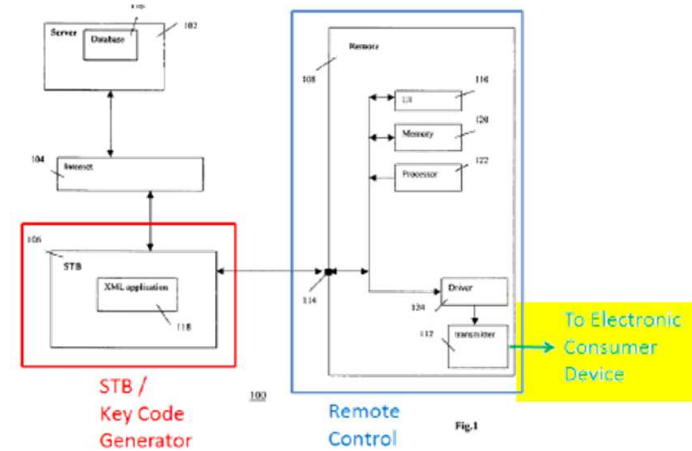 Server
Database
102
104
Internet
106
STB
XML application
118
STB /
Key Code
Generator
100
Remote
108
UI
116
Memory
120
Processor
122
114
Driver
124
112
transmitter
Remote
Control
Fig.1
To Electronic
Consumer
Device